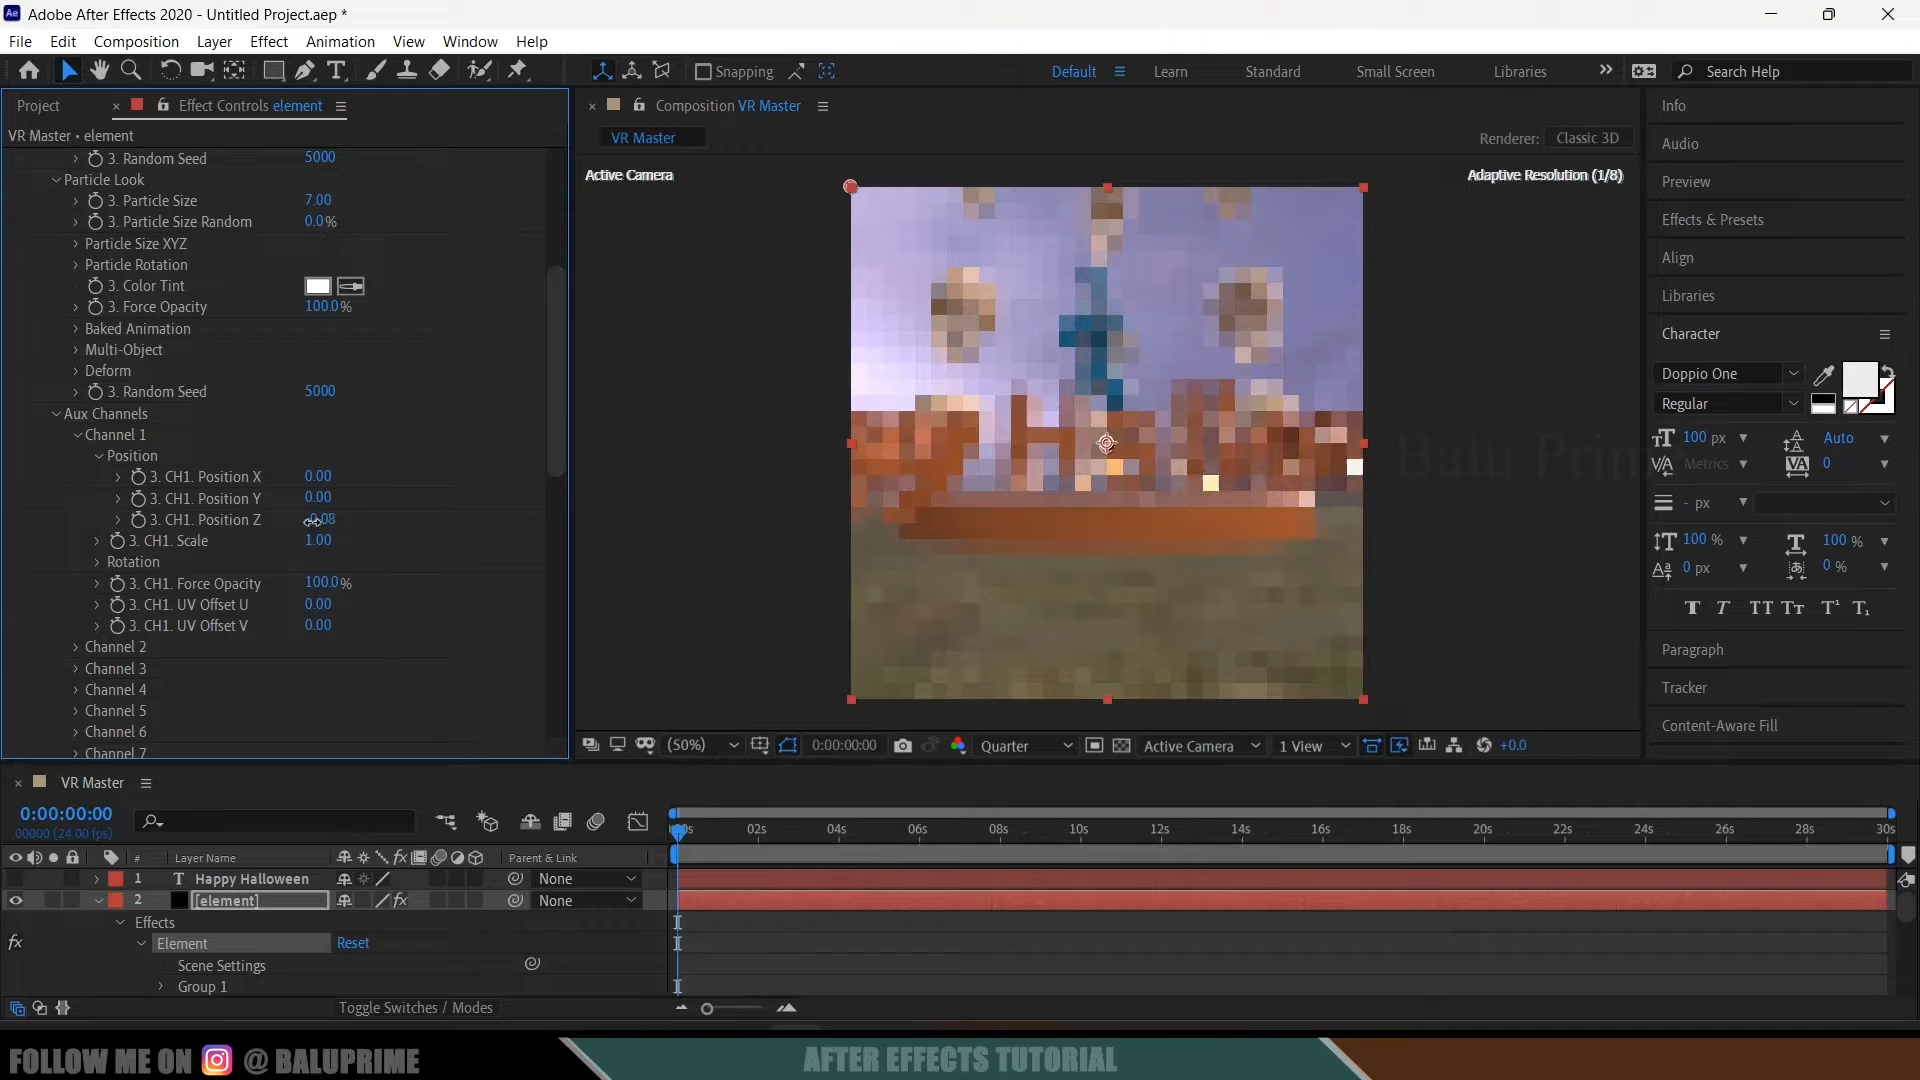 Adobe After Effects 2020 - Untitled Project.aep *
File Edit Composition Layer Effect Animation View Window Help
Snapping
Default Learn Standard Small Screen Libraries Search Help
Project Effect Controls element
VR Master • element
3. Random Seed 5000
Particle Look
3. Particle Size 7.00
3. Particle Size Random 0.0%
Particle Size XYZ
Particle Rotation
3. Color Tint
3. Force Opacity 100.0%
Baked Animation
Multi-Object
Deform
3. Random Seed 5000
Aux Channels
Channel 1
Position
3. CH1. Position X 0.00
3. CH1. Position Y 0.00
3. CH1. Position Z
3. CH1. Scale 1.00
Rotation
3. CH1. Force Opacity 100.0%
3. CH1. UV Offset U 0.00
3. CH1. UV Offset V 0.00
Channel 2
Channel 3
Channel 4
Channel 5
Channel 6
Channel 7
Composition VR Master
VR Master
Renderer: Classic 3D
Active Camera
Adaptive Resolution (1/8)
(50%) 0:00:00:00 Quarter Active Camera 1 View +0.0
Info
Audio
Preview
Effects & Presets
Align
Libraries
Character
Doppio One
Regular
100 px Auto
Metrics 0
- px
100 % 100 %
0 px 0 %
T T TT Tt T¹ T₁
Paragraph
Tracker
Content-Aware Fill
Balu Prim
VR Master
0:00:00:00
00000 (24.00 fps)
02s 04s 06s 08s 10s 12s 14s 16s 18s 20s 22s 24s 26s 28s 30s
# Layer Name fx Parent & Link
1 T Happy Halloween None
2 [element] fx None
Effects
fx Element Reset
Scene Settings
Group 1
Toggle Switches / Modes
FOLLOW ME ON @ BALUPRIME
AFTER EFFECTS TUTORIAL